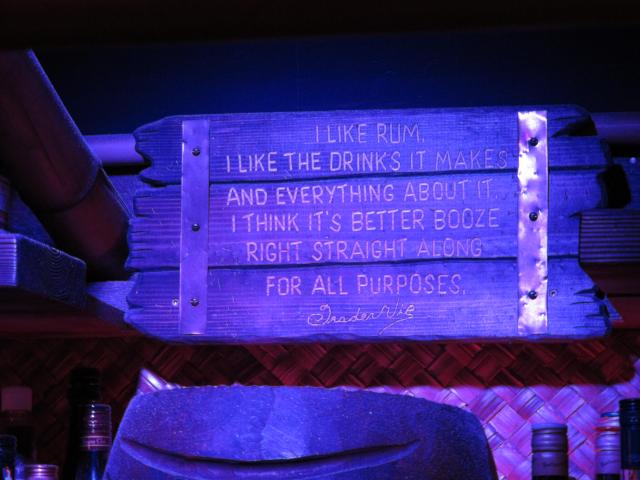 I LIKE RUM.
I LIKE THE DRINKS IT MAKES
AND EVERYTHING ABOUT IT.
I THINK IT'S BETTER BOOZE
RIGHT STRAIGHT ALONG
FOR ALL PURPOSES.
Trader Vic